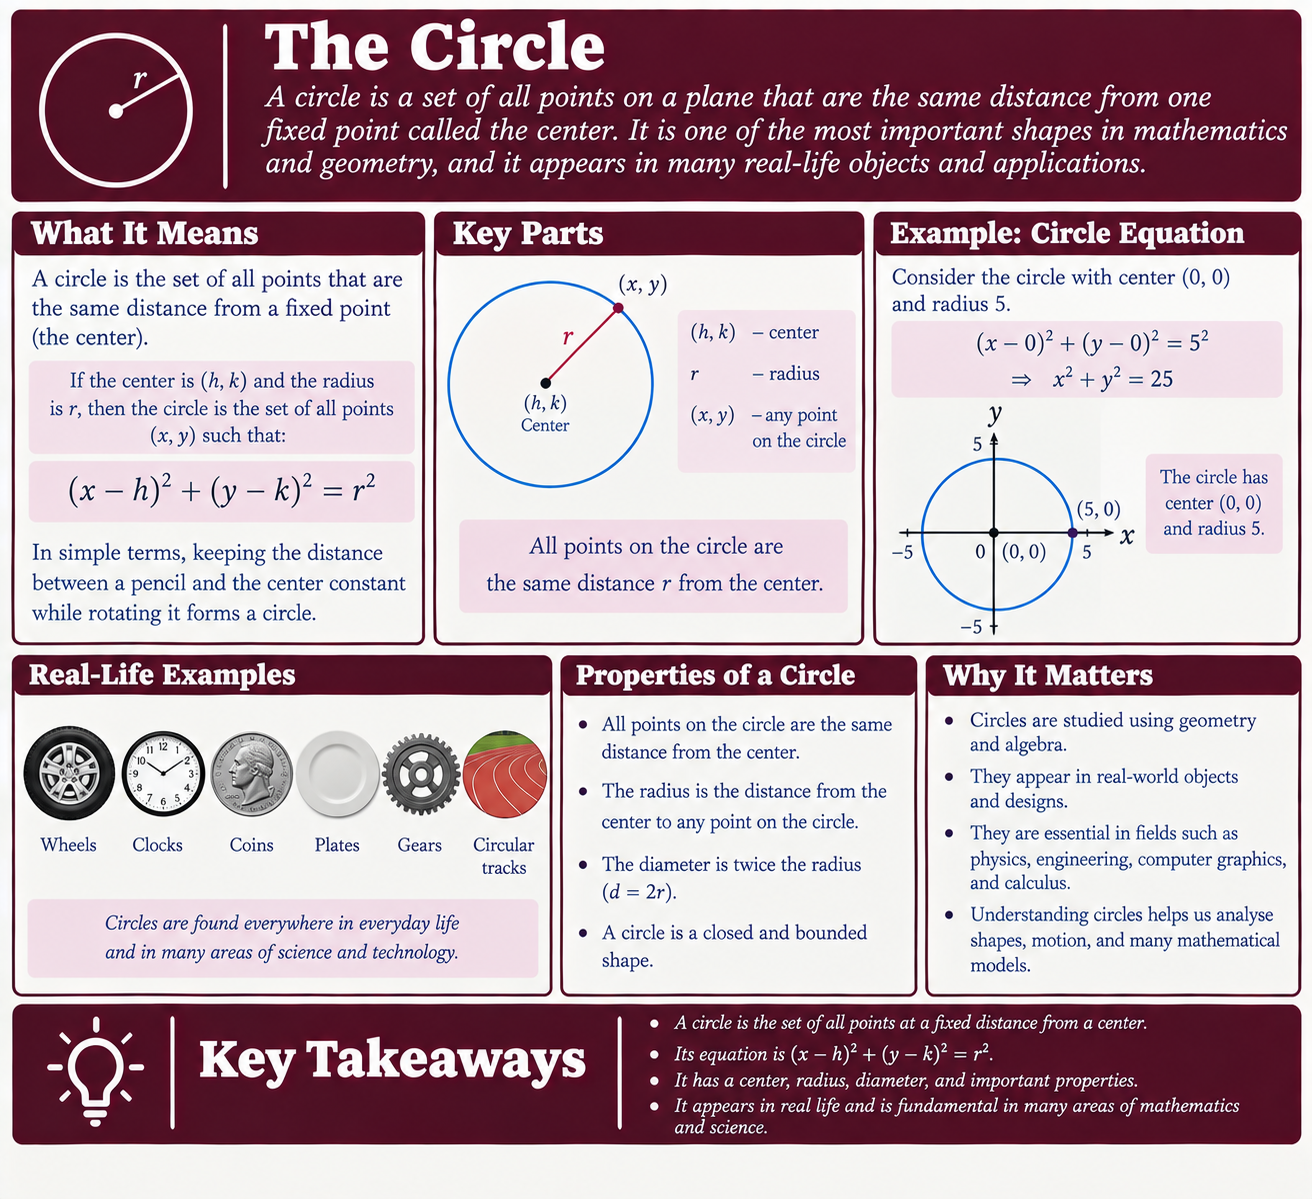 r
The Circle
A circle is a set of all points on a plane that are the same distance from one
fixed point called the center. It is one of the most important shapes in mathematics
and geometry, and it appears in many real-life objects and applications.
What It Means
A circle is the set of all points that are
the same distance from a fixed point
(the center).
If the center is (h, k) and the radius
is r, then the circle is the set of all points
(x, y) such that:
(x − h)² + (y − k)² = r²
In simple terms, keeping the distance
between a pencil and the center constant
while rotating it forms a circle.
Key Parts
(x, y)
r
(h, k)
Center
(h, k) – center
r – radius
(x, y) – any point
on the circle
All points on the circle are
the same distance r from the center.
Example: Circle Equation
Consider the circle with center (0, 0)
and radius 5.
(x − 0)² + (y − 0)² = 5²
⇒ x² + y² = 25
y
5
(5, 0)
x
−5
0
(0, 0)
5
−5
The circle has
center (0, 0)
and radius 5.
Real-Life Examples
12
11
1
10
2
9
3
8
4
7
6
5
Wheels
Clocks
Coins
Plates
Gears
Circular
tracks
Circles are found everywhere in everyday life
and in many areas of science and technology.
Properties of a Circle
• All points on the circle are the same
distance from the center.
• The radius is the distance from the
center to any point on the circle.
• The diameter is twice the radius
(d = 2r).
• A circle is a closed and bounded
shape.
Why It Matters
• Circles are studied using geometry
and algebra.
• They appear in real-world objects
and designs.
• They are essential in fields such as
physics, engineering, computer graphics,
and calculus.
• Understanding circles helps us analyse
shapes, motion, and many mathematical
models.
Key Takeaways
• A circle is the set of all points at a fixed distance from a center.
• Its equation is (x − h)² + (y − k)² = r².
• It has a center, radius, diameter, and important properties.
• It appears in real life and is fundamental in many areas of mathematics
and science.